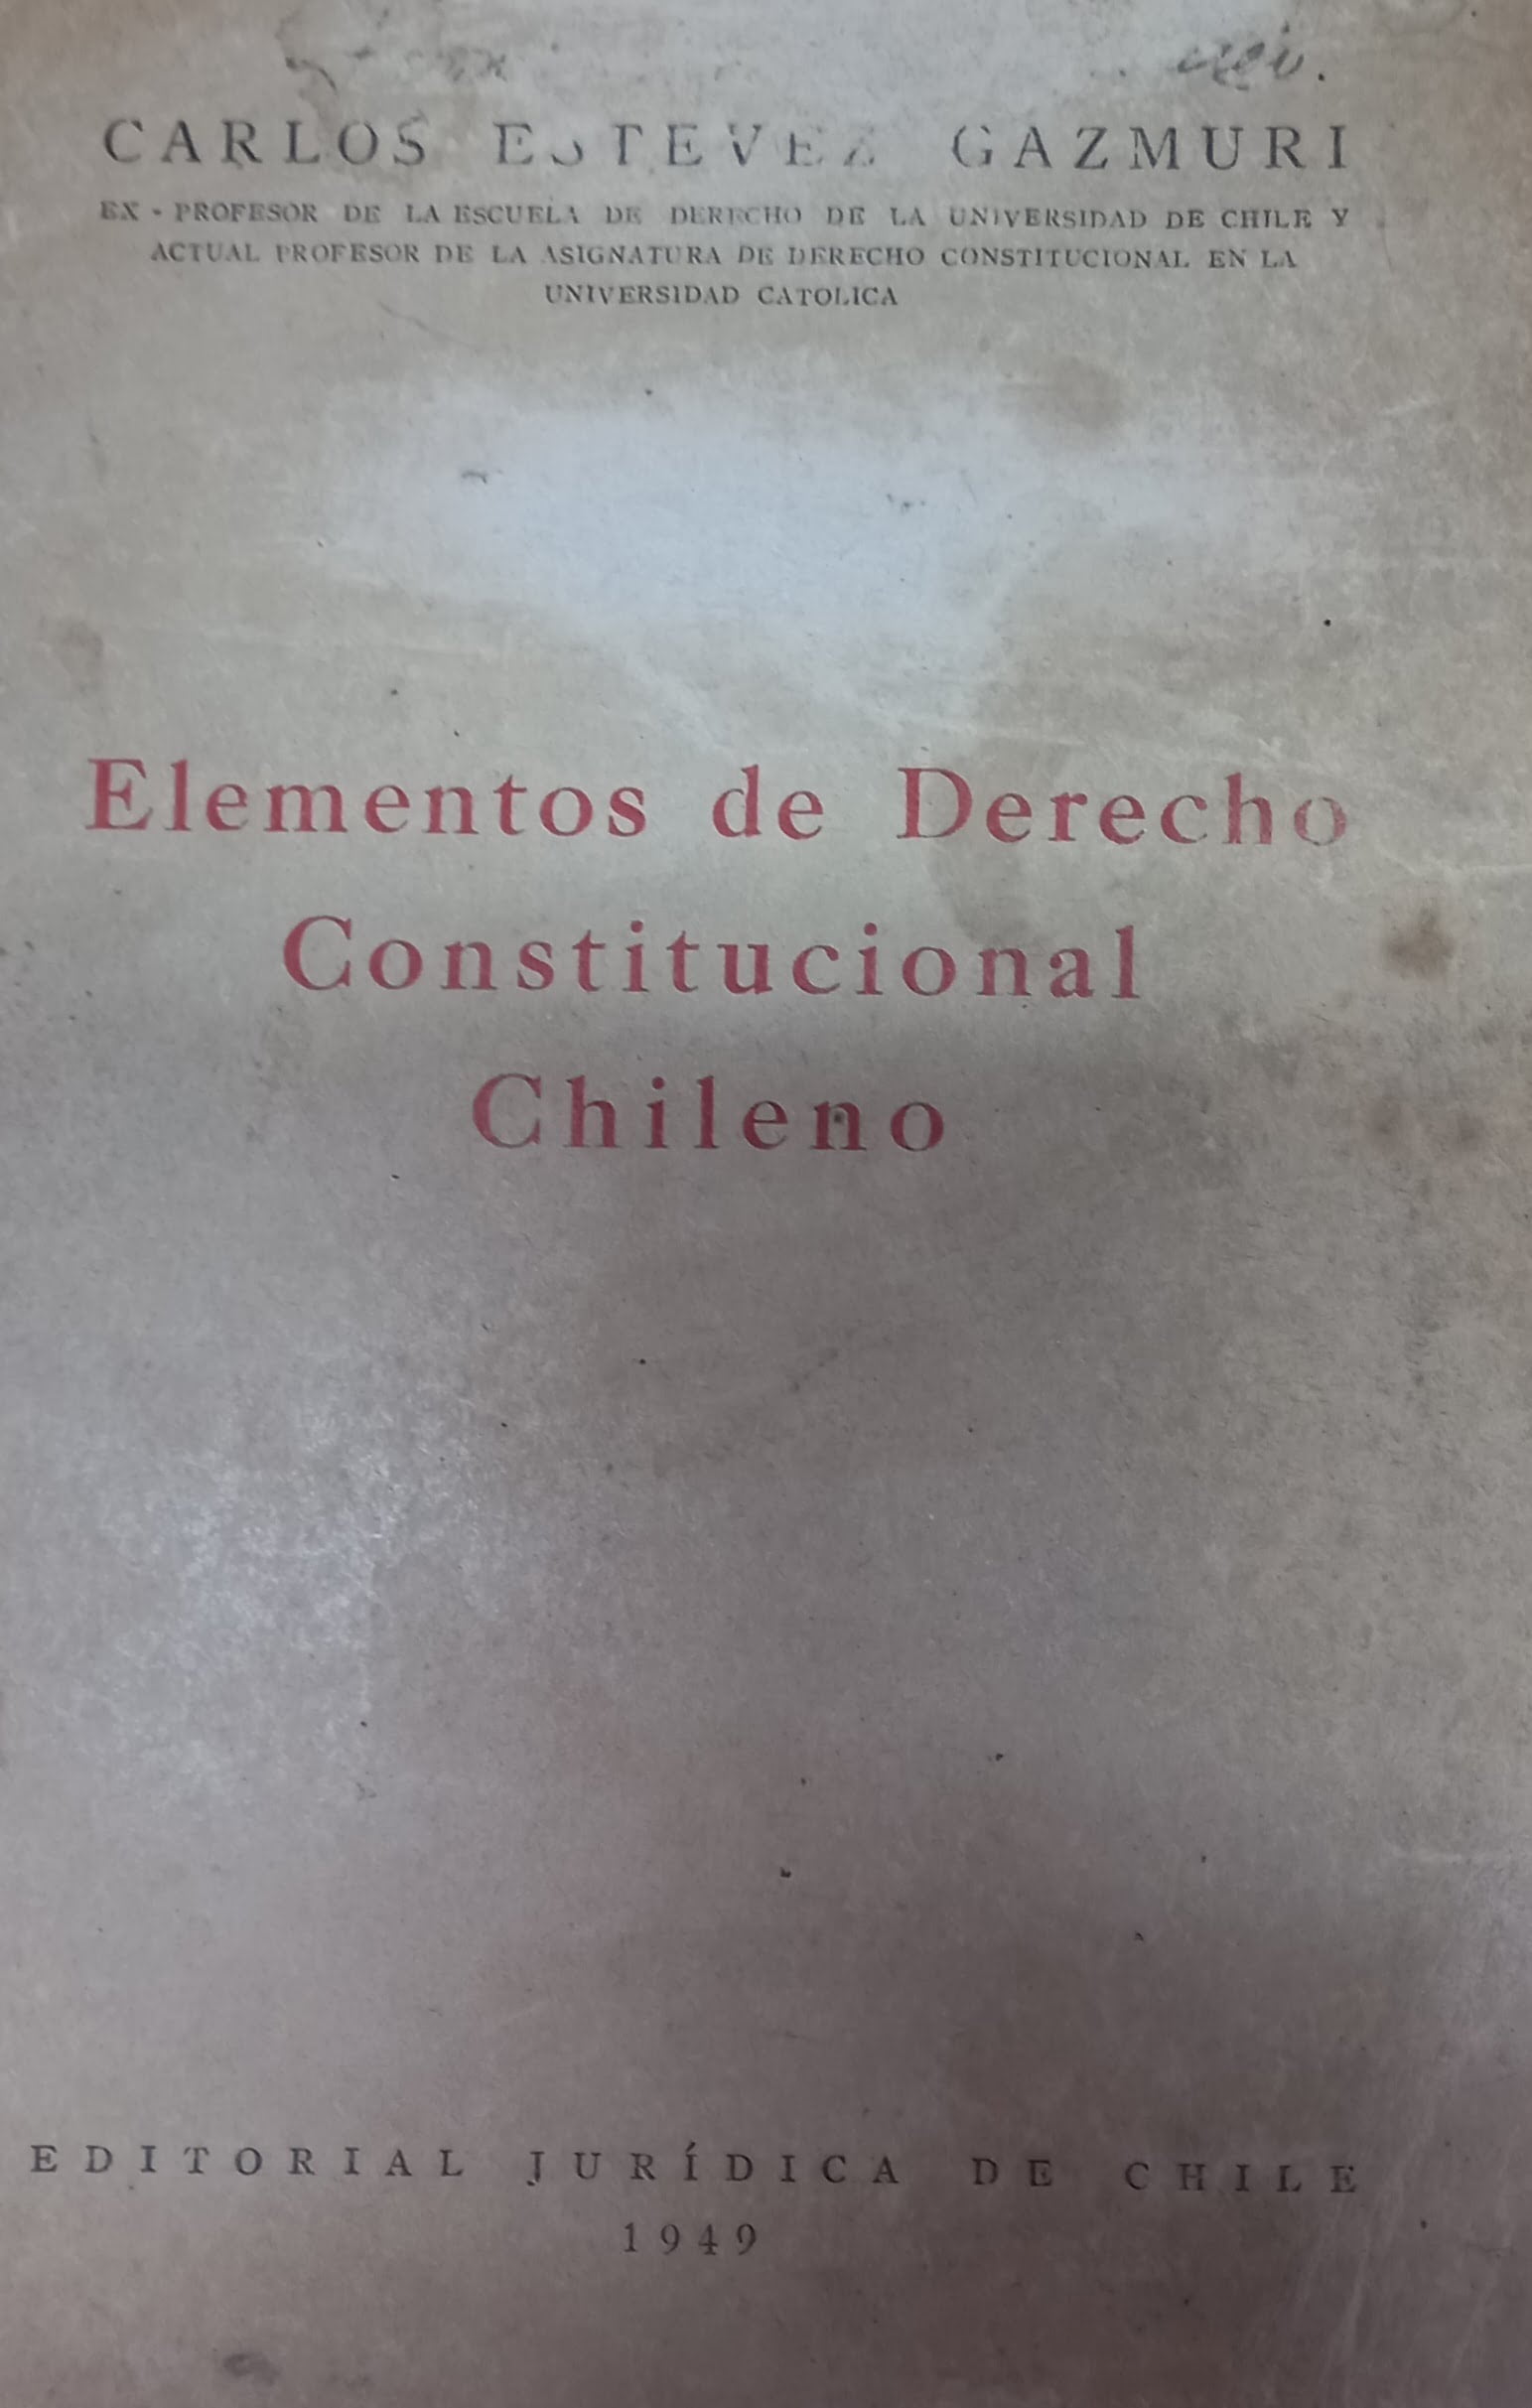 CARLOS ESTEVEZ GAZMURI
EX - PROFESOR DE LA ESCUELA DE DERECHO DE LA UNIVERSIDAD DE CHILE Y
ACTUAL PROFESOR DE LA ASIGNATURA DE DERECHO CONSTITUCIONAL EN LA
UNIVERSIDAD CATOLICA
Elementos de Derecho
Constitucional
Chileno
EDITORIAL JURÍDICA DE CHILE
1949